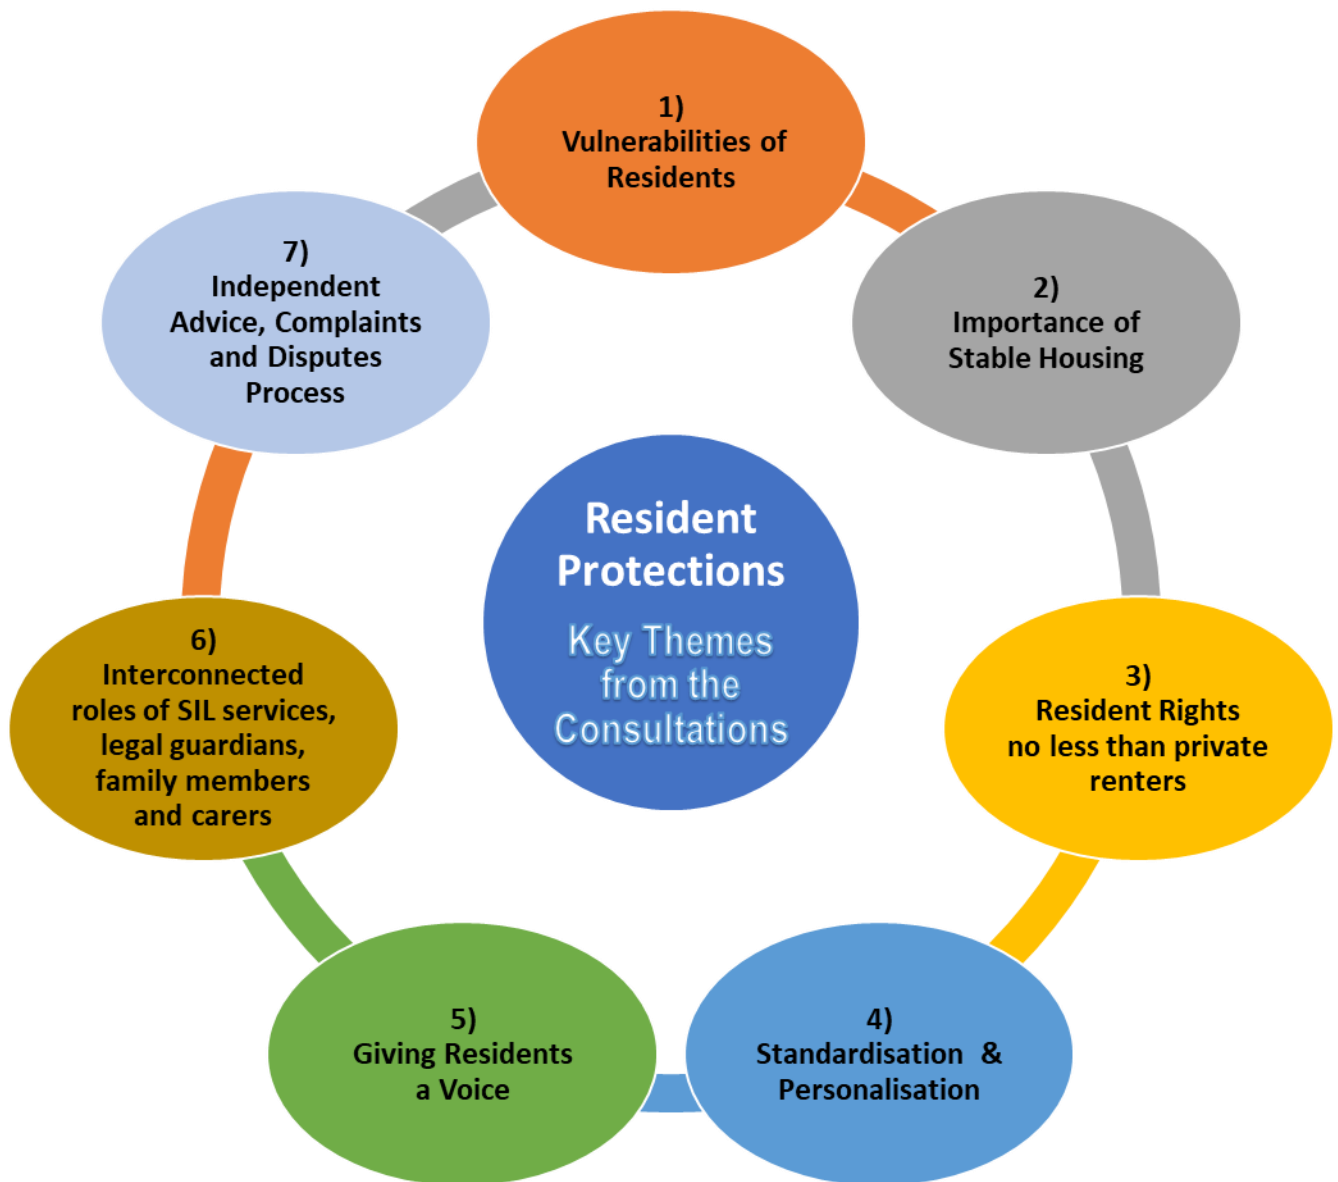 1)
Vulnerabilities of
Residents
2)
Importance of
Stable Housing
3)
Resident Rights
no less than private
renters
4)
Standardisation &
Personalisation
5)
Giving Residents
a Voice
6)
Interconnected
roles of SIL services,
legal guardians,
family members
and carers
7)
Independent
Advice, Complaints
and Disputes
Process
Resident
Protections
Key Themes
from the
Consultations